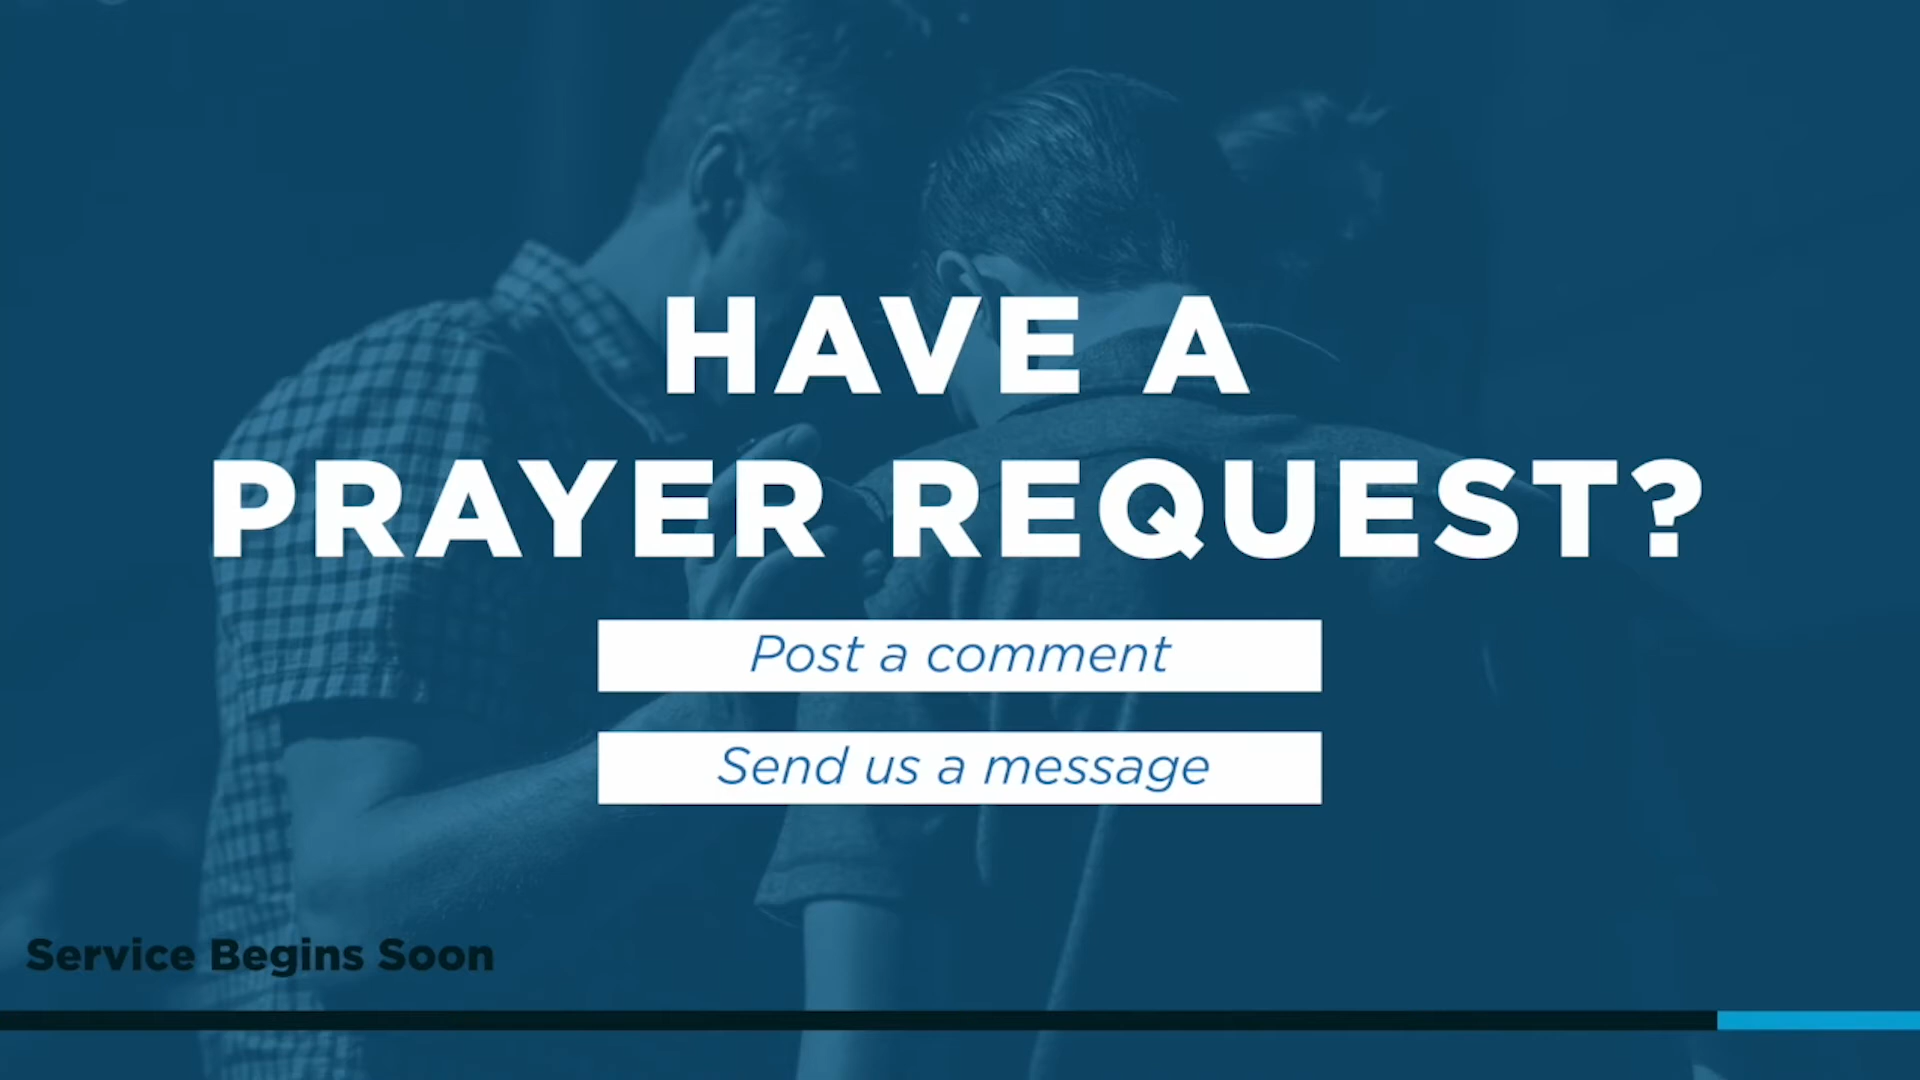 HAVE A
PRAYER REQUEST?
Post a comment
Send us a message
Service Begins Soon